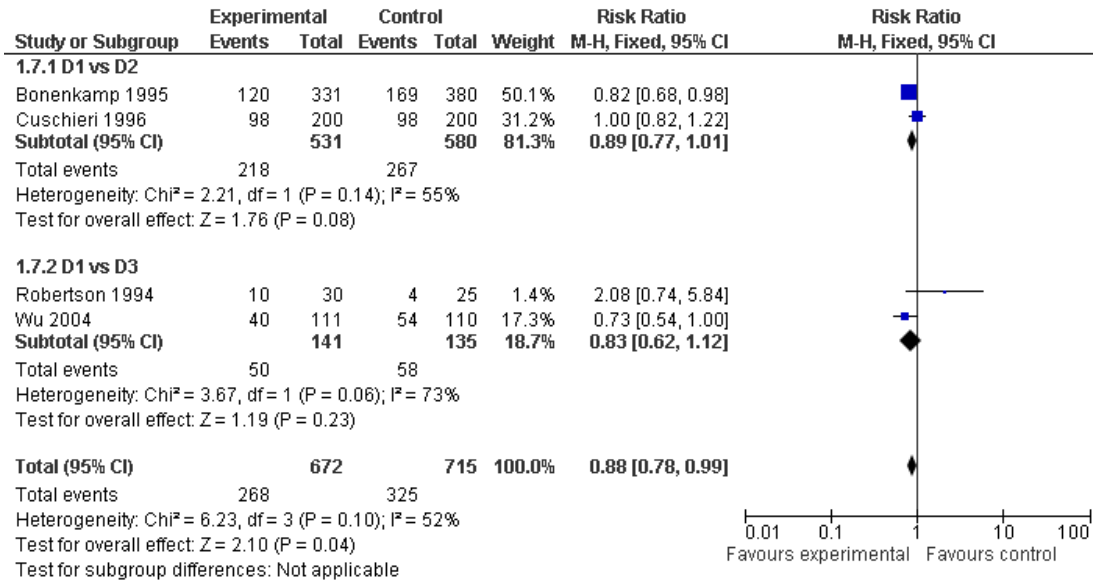 Experimental Control Risk Ratio Risk Ratio
Study or Subgroup Events Total Events Total Weight M-H, Fixed, 95% CI M-H, Fixed, 95% CI
1.7.1 D1 vs D2
Bonenkamp 1995 120 331 169 380 50.1% 0.82 [0.68, 0.98]
Cuschieri 1996 98 200 98 200 31.2% 1.00 [0.82, 1.22]
Subtotal (95% CI) 531 580 81.3% 0.89 [0.77, 1.01]
Total events 218 267
Heterogeneity: Chi² = 2.21, df = 1 (P = 0.14); I² = 55%
Test for overall effect: Z = 1.76 (P = 0.08)
1.7.2 D1 vs D3
Robertson 1994 10 30 4 25 1.4% 2.08 [0.74, 5.84]
Wu 2004 40 111 54 110 17.3% 0.73 [0.54, 1.00]
Subtotal (95% CI) 141 135 18.7% 0.83 [0.62, 1.12]
Total events 50 58
Heterogeneity: Chi² = 3.67, df = 1 (P = 0.06); I² = 73%
Test for overall effect: Z = 1.19 (P = 0.23)
Total (95% CI) 672 715 100.0% 0.88 [0.78, 0.99]
Total events 268 325
Heterogeneity: Chi² = 6.23, df = 3 (P = 0.10); I² = 52%
Test for overall effect: Z = 2.10 (P = 0.04)
Test for subgroup differences: Not applicable
0.01 0.1 1 10 100
Favours experimental Favours control